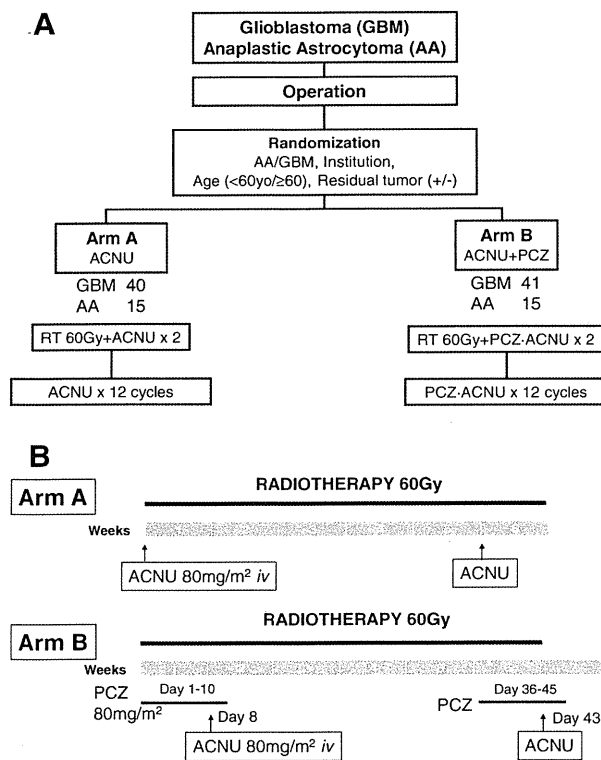 A
Glioblastoma (GBM)
Anaplastic Astrocytoma (AA)
Operation
Randomization
AA/GBM, Institution,
Age (<60yo/≥60), Residual tumor (+/-)
Arm A
ACNU
GBM 40
AA 15
RT 60Gy+ACNU x 2
ACNU x 12 cycles
Arm B
ACNU+PCZ
GBM 41
AA 15
RT 60Gy+PCZ·ACNU x 2
PCZ·ACNU x 12 cycles
B
Arm A
RADIOTHERAPY 60Gy
Weeks
ACNU 80mg/m² iv
ACNU
Arm B
RADIOTHERAPY 60Gy
Weeks
PCZ
80mg/m²
Day 1-10
Day 8
ACNU 80mg/m² iv
PCZ
Day 36-45
Day 43
ACNU